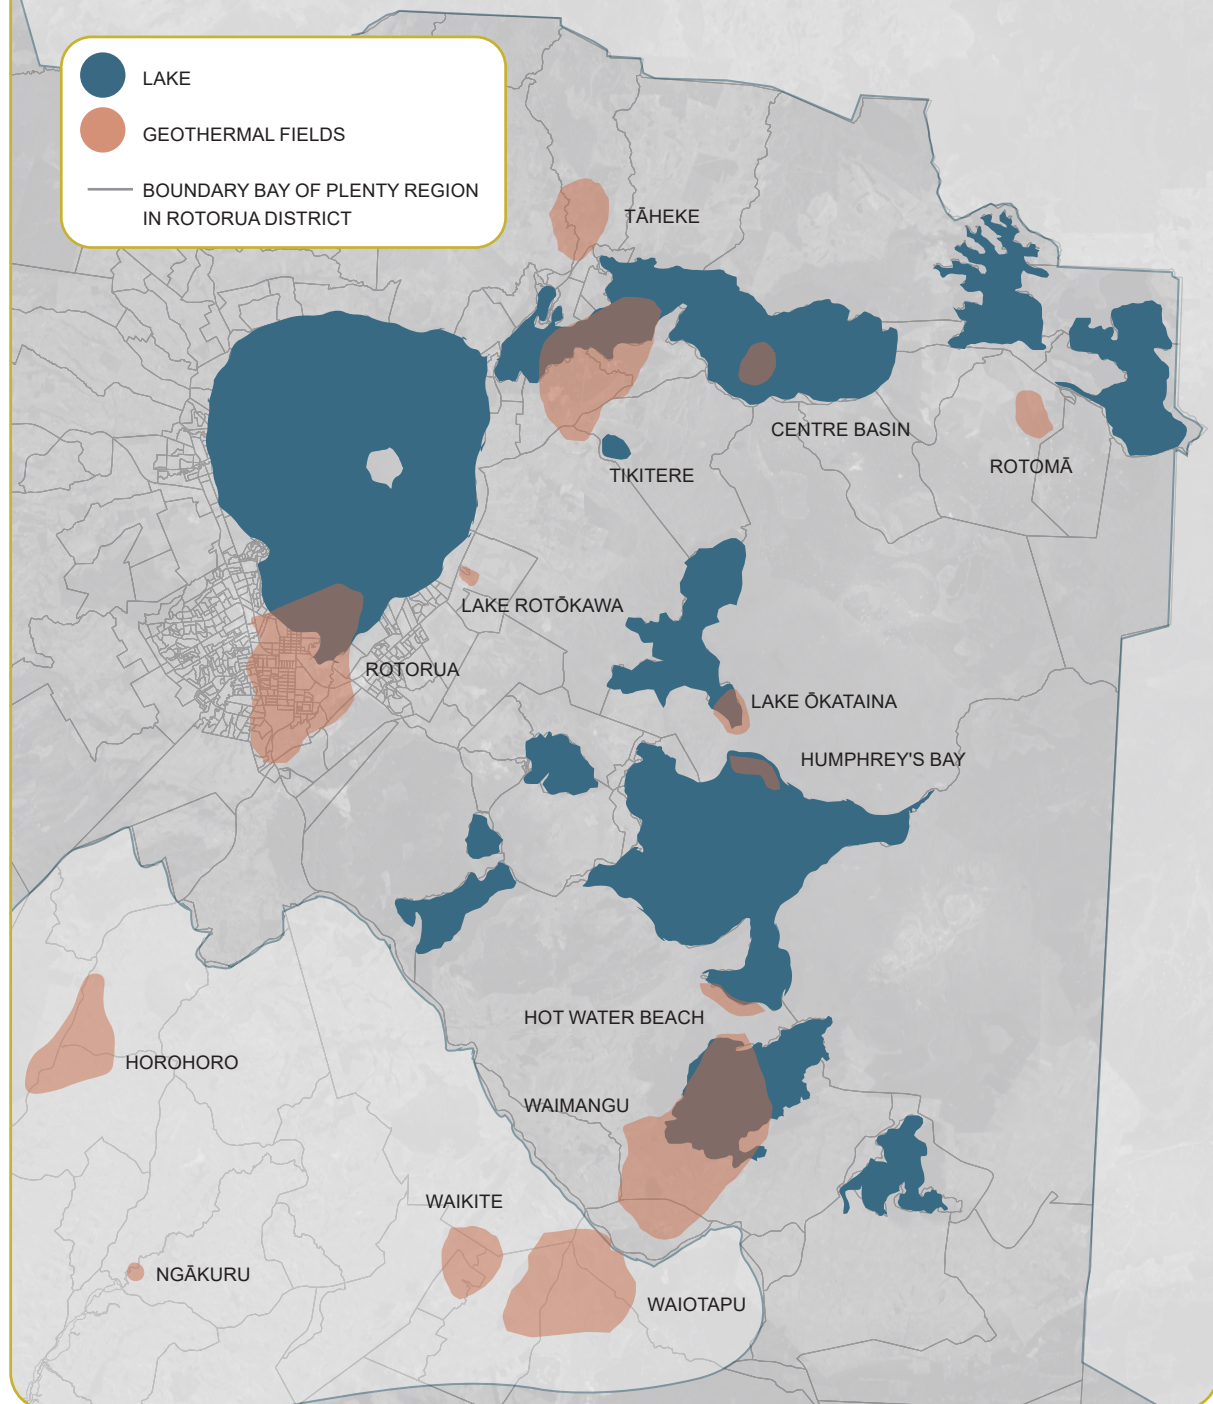 LAKE
GEOTHERMAL FIELDS
BOUNDARY BAY OF PLENTY REGION
IN ROTORUA DISTRICT
TĀHEKE
CENTRE BASIN
ROTOMĀ
TIKITERE
LAKE ROTŌKAWA
ROTORUA
LAKE ŌKATAINA
HUMPHREY'S BAY
HOT WATER BEACH
HOROHORO
WAIMANGU
WAIKITE
NGĀKURU
WAIOTAPU